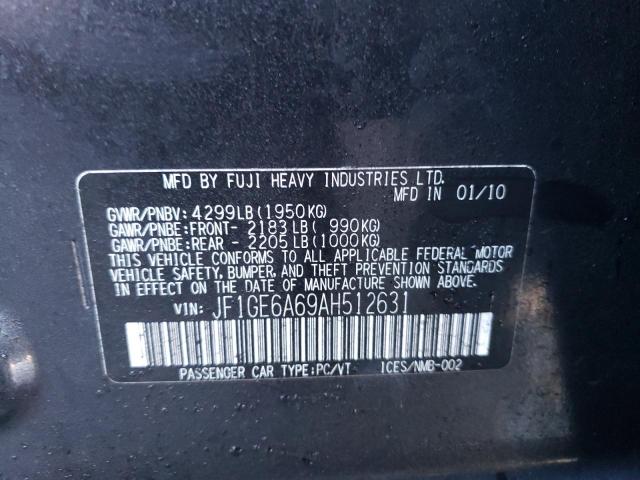 MFD BY FUJI HEAVY INDUSTRIES LTD.
MFD IN 01/10
GVWR/PNBV: 4299LB(1950KG)
GAWR/PNBE:FRONT- 2183LB( 990KG)
GAWR/PNBE:REAR - 2205LB(1000KG)
THIS VEHICLE CONFORMS TO ALL APPLICABLE FEDERAL MOTOR
VEHICLE SAFETY, BUMPER, AND THEFT PREVENTION STANDARDS
IN EFFECT ON THE DATE OF MANUFACTURE SHOWN ABOVE.
VIN: JF1GE6A69AH512631
PASSENGER CAR TYPE:PC/VT ICES/NMB-002